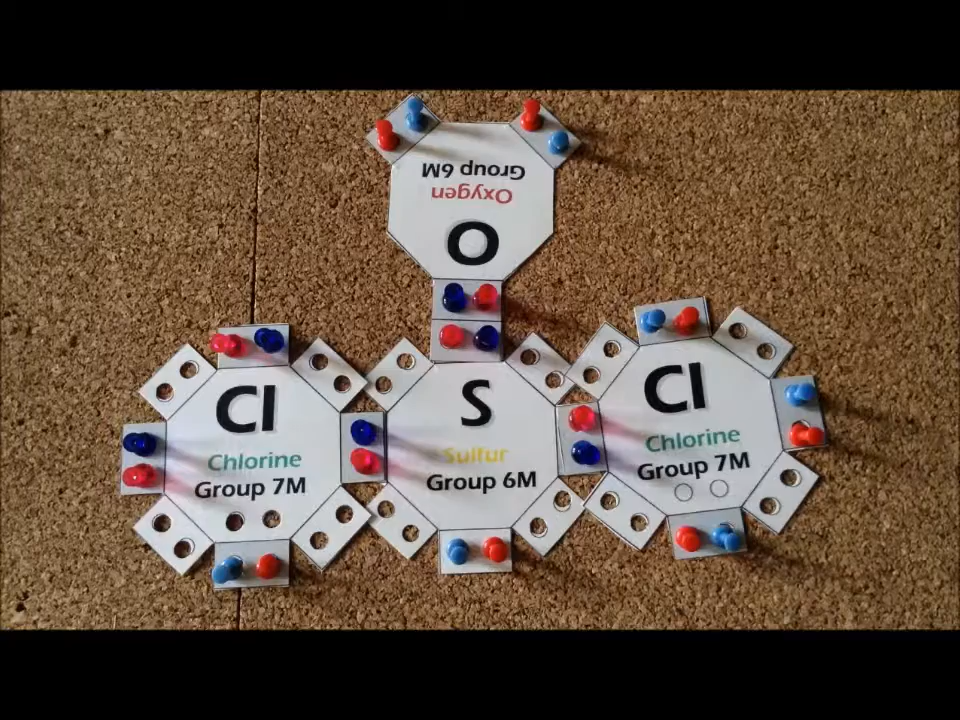 Group 6M
Oxygen
O
Cl
Chlorine
Group 7M
S
Sulfur
Group 6M
Cl
Chlorine
Group 7M